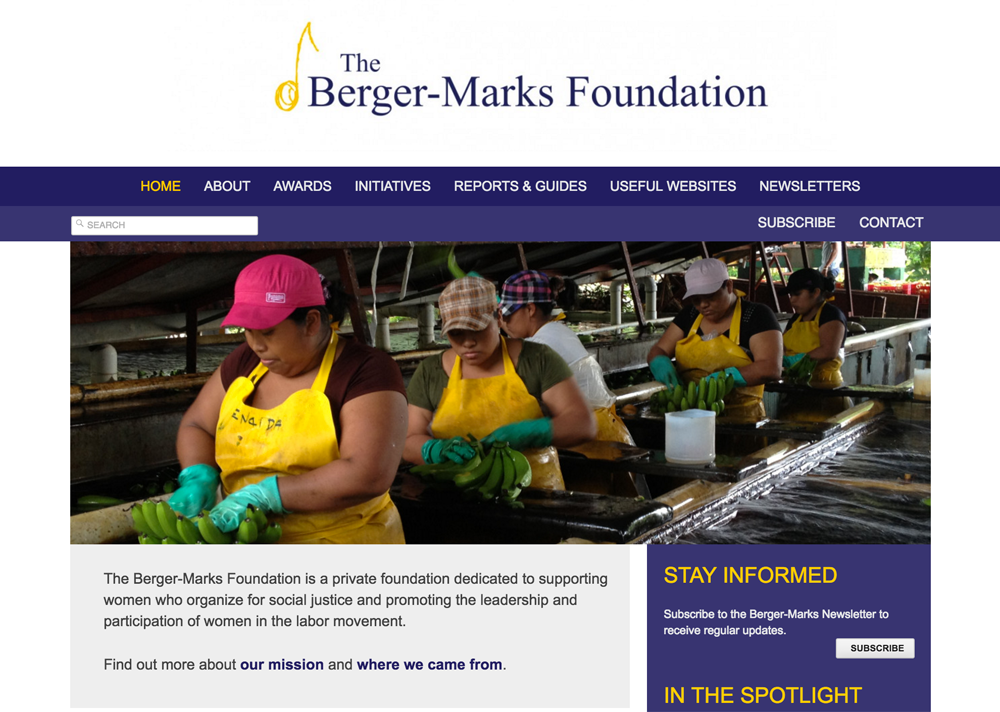 The
Berger-Marks Foundation
HOME ABOUT AWARDS INITIATIVES REPORTS & GUIDES USEFUL WEBSITES NEWSLETTERS
SEARCH SUBSCRIBE CONTACT
The Berger-Marks Foundation is a private foundation dedicated to supporting
women who organize for social justice and promoting the leadership and
participation of women in the labor movement.
Find out more about our mission and where we came from.
STAY INFORMED
Subscribe to the Berger-Marks Newsletter to
receive regular updates.
SUBSCRIBE
IN THE SPOTLIGHT